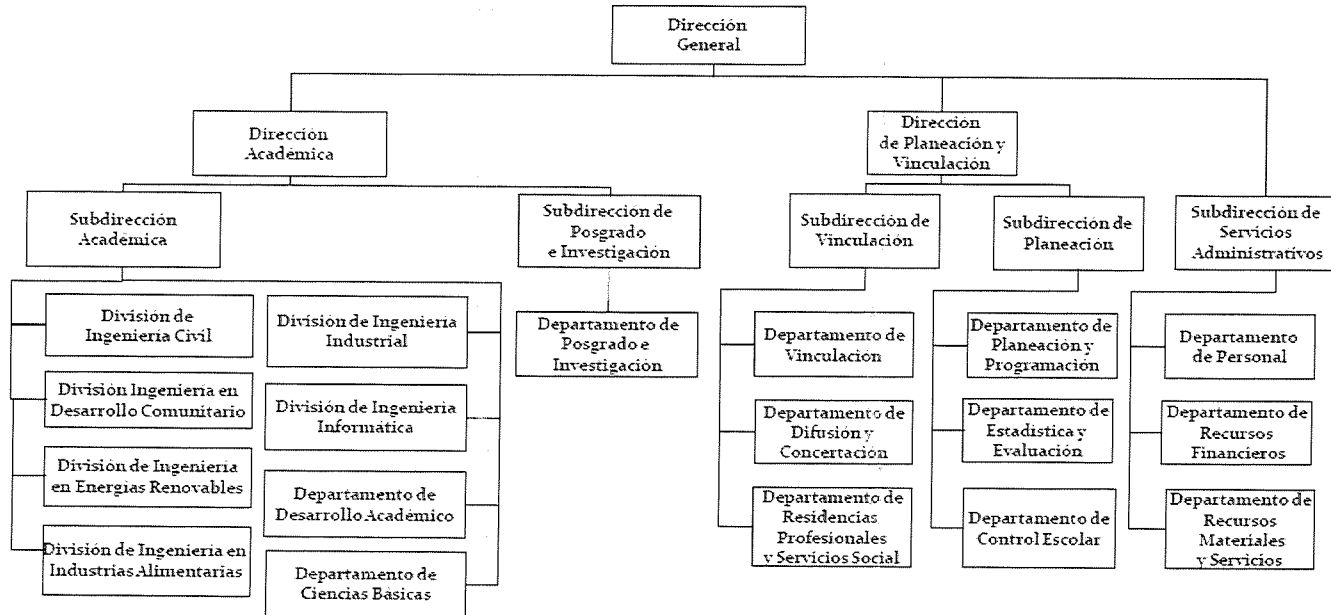 Dirección
General
Dirección
Académica
Dirección
de Planeación y
Vinculación
Subdirección
Académica
Subdirección de
Posgrado
e Investigación
Subdirección de
Vinculación
Subdirección de
Planeación
Subdirección de
Servicios
Administrativos
División de
Ingeniería Civil
División Ingeniería en
Desarrollo Comunitario
División de Ingeniería
en Energías Renovables
División de Ingeniería en
Industrias Alimentarias
División de Ingeniería
Industrial
División de Ingeniería
Informática
Departamento de
Desarrollo Académico
Departamento de
Ciencias Básicas
Departamento de
Posgrado e
Investigación
Departamento de
Vinculación
Departamento de
Difusión y
Concertación
Departamento de
Residencias
Profesionales
y Servicios Social
Departamento de
Planeación y
Programación
Departamento de
Estadística y
Evaluación
Departamento de
Control Escolar
Departamento
de Personal
Departamento de
Recursos
Financieros
Departamento de
Recursos
Materiales
y Servicios